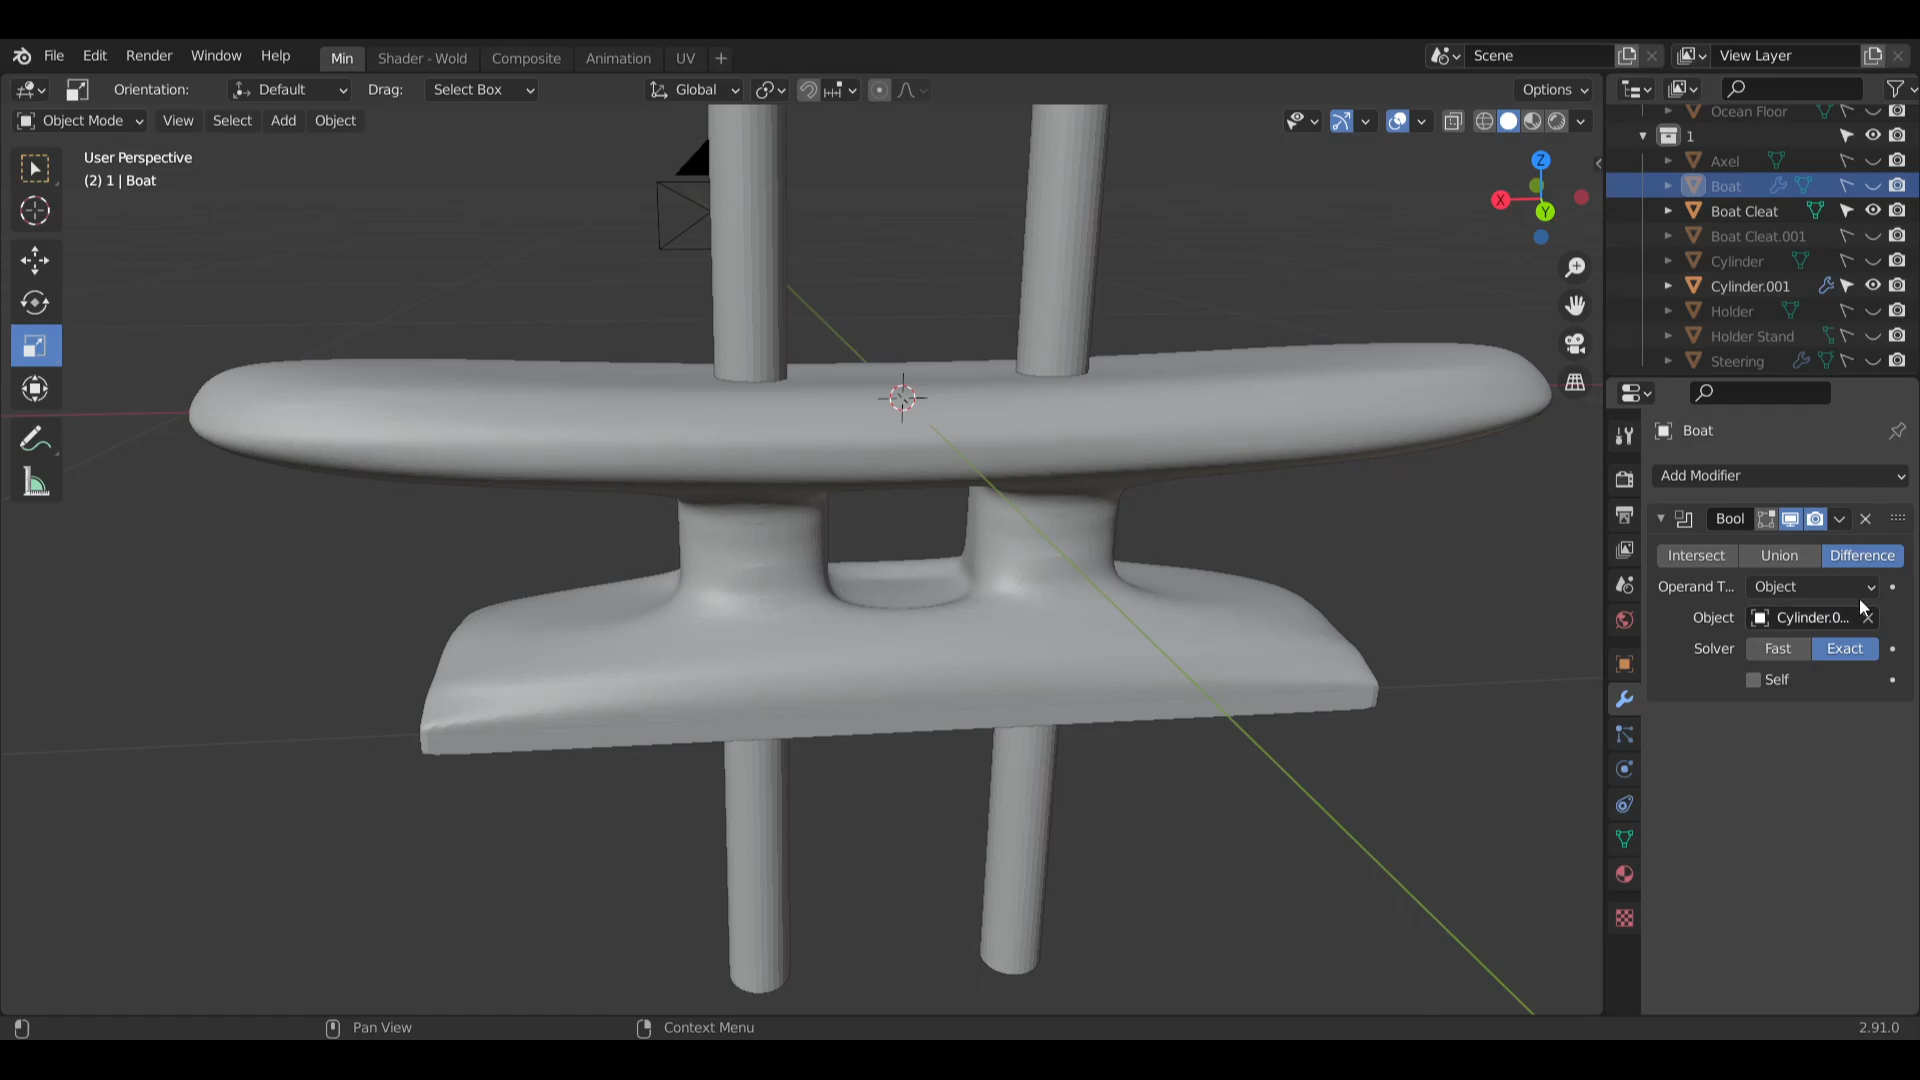 File Edit Render Window Help Min Shader - Wold Composite Animation UV + Scene View Layer
Orientation: Default Drag: Select Box Global Options
Object Mode View Select Add Object
User Perspective
(2) 1 | Boat
Z
X
Y
Ocean Floor
1
Axel
Boat
Boat Cleat
Boat Cleat.001
Cylinder
Cylinder.001
Holder
Holder Stand
Steering
Boat
Add Modifier
Bool
Intersect Union Difference
Operand T... Object
Object Cylinder.0...
Solver Fast Exact
Self
Pan View Context Menu 2.91.0